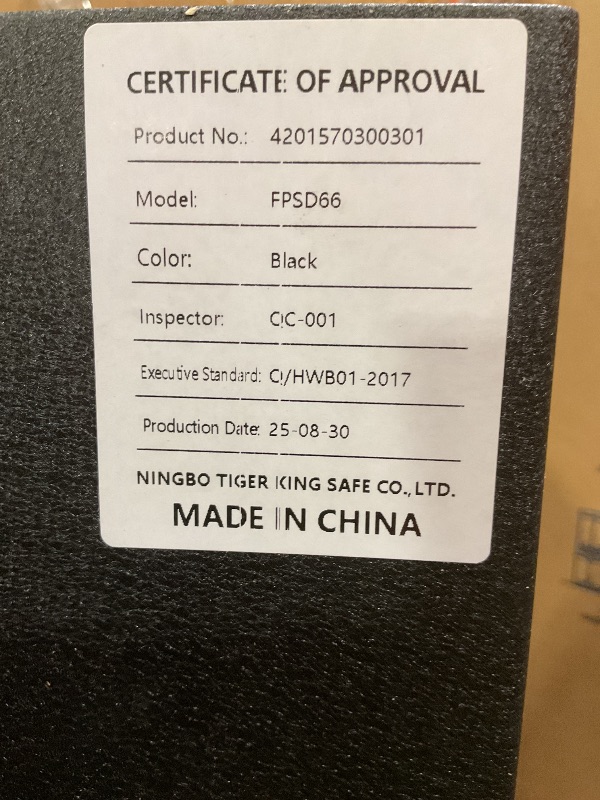 CERTIFICATE OF APPROVAL
Product No.: 4201570300301
Model: FPSD66
Color: Black
Inspector: QC-001
Executive Standard: Q/HWB01-2017
Production Date: 25-08-30
NINGBO TIGER KING SAFE CO.,LTD.
MADE IN CHINA